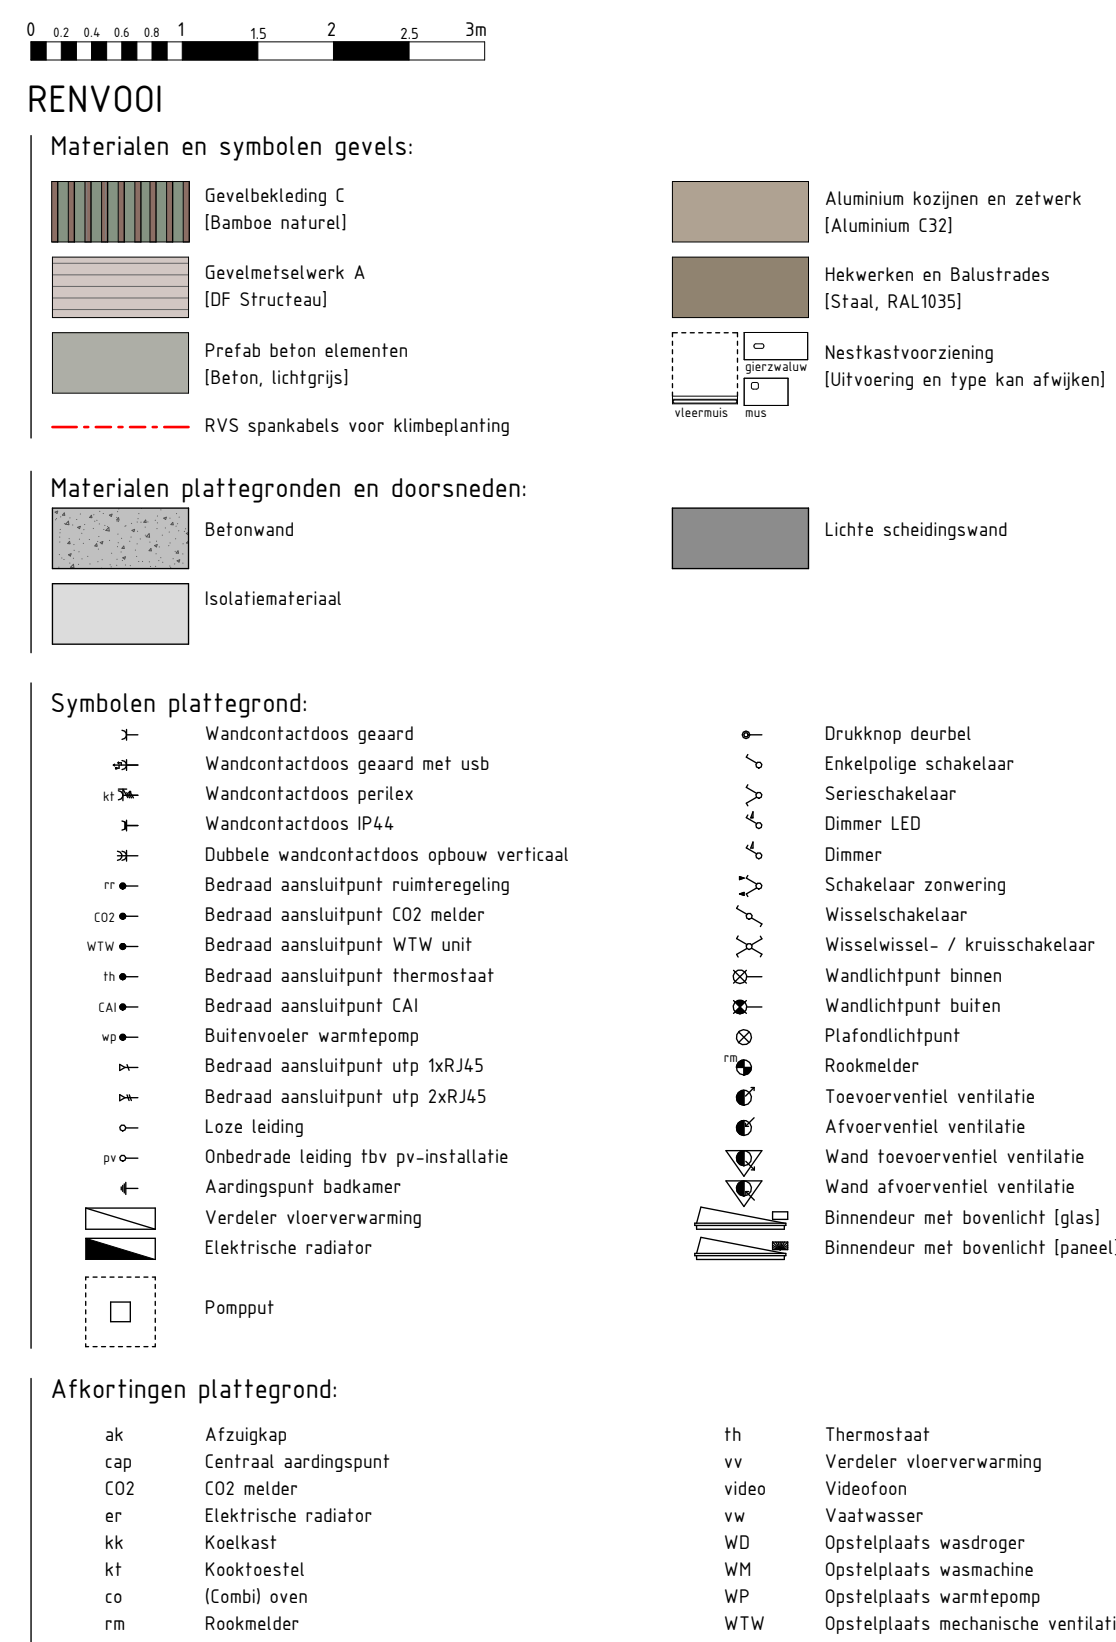 0 0.2 0.4 0.6 0.8 1 1.5 2 2.5 3m
RENVOOI
Materialen en symbolen gevels:
Gevelbekleding C
[Bamboe naturel]
Gevelmetselwerk A
[DF Structeau]
Prefab beton elementen
[Beton, lichtgrijs]
RVS spankabels voor klimbeplanting
Aluminium kozijnen en zetwerk
[Aluminium C32]
Hekwerken en Balustrades
[Staal, RAL1035]
gierzwaluw
vleermuis mus
Nestkastvoorziening
[Uitvoering en type kan afwijken]
Materialen plattegronden en doorsneden:
Betonwand
Isolatiemateriaal
Lichte scheidingswand
Symbolen plattegrond:
Wandcontactdoos geaard
Wandcontactdoos geaard met usb
kt Wandcontactdoos perilex
Wandcontactdoos IP44
Dubbele wandcontactdoos opbouw verticaal
rr Bedraad aansluitpunt ruimteregeling
CO2 Bedraad aansluitpunt CO2 melder
WTW Bedraad aansluitpunt WTW unit
th Bedraad aansluitpunt thermostaat
CAI Bedraad aansluitpunt CAI
wp Buitenvoeler warmtepomp
Bedraad aansluitpunt utp 1xRJ45
Bedraad aansluitpunt utp 2xRJ45
Loze leiding
pv Onbedrade leiding tbv pv-installatie
Aardingspunt badkamer
Verdeler vloerverwarming
Elektrische radiator
Pompput
Drukknop deurbel
Enkelpolige schakelaar
Serieschakelaar
Dimmer LED
Dimmer
Schakelaar zonwering
Wisselschakelaar
Wisselwissel- / kruisschakelaar
Wandlichtpunt binnen
Wandlichtpunt buiten
Plafondlichtpunt
rm Rookmelder
Toevoerventiel ventilatie
Afvoerventiel ventilatie
Wand toevoerventiel ventilatie
Wand afvoerventiel ventilatie
Binnendeur met bovenlicht [glas]
Binnendeur met bovenlicht [paneel]
Afkortingen plattegrond:
ak Afzuigkap
cap Centraal aardingspunt
CO2 CO2 melder
er Elektrische radiator
kk Koelkast
kt Kooktoestel
co (Combi) oven
rm Rookmelder
th Thermostaat
vv Verdeler vloerverwarming
video Videofoon
vw Vaatwasser
WD Opstelplaats wasdroger
WM Opstelplaats wasmachine
WP Opstelplaats warmtepomp
WTW Opstelplaats mechanische ventilati